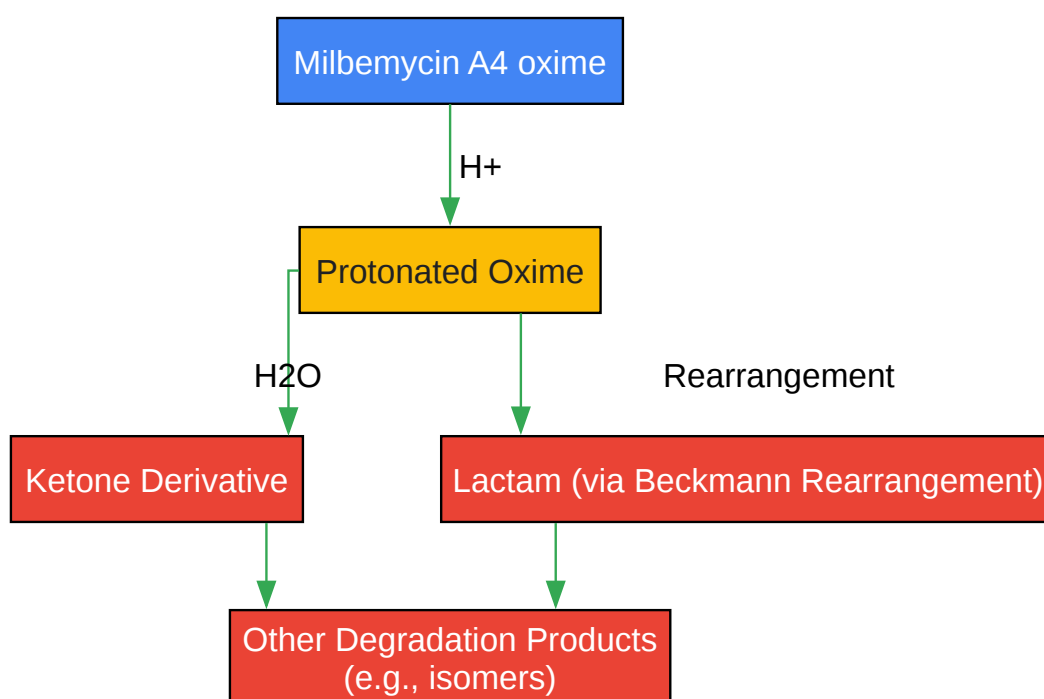 Milbemycin A4 oxime
H+
Protonated Oxime
H2O
Rearrangement
Ketone Derivative
Lactam (via Beckmann Rearrangement)
Other Degradation Products
(e.g., isomers)